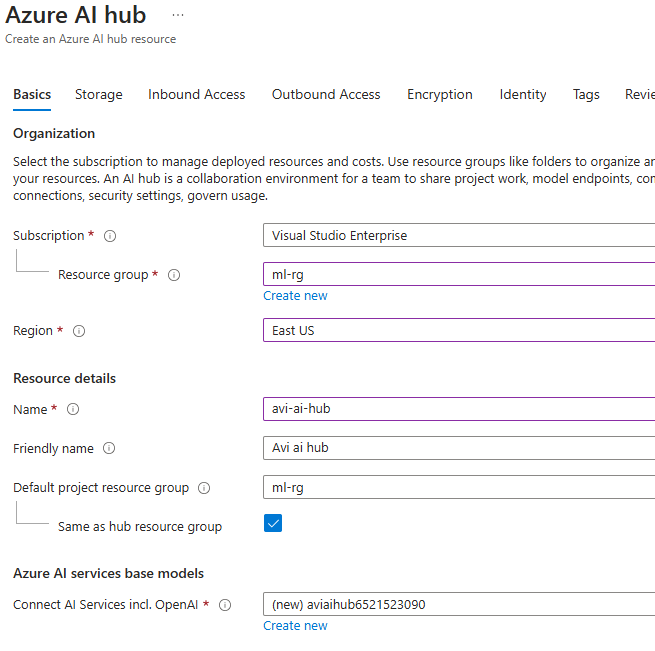 Azure AI hub ...
Create an Azure AI hub resource
Basics Storage Inbound Access Outbound Access Encryption Identity Tags
Organization
Select the subscription to manage deployed resources and costs. Use resource groups like folders to organize
your resources. An AI hub is a collaboration environment for a team to share project work, model endpoints,
connections, security settings, govern usage.
Subscription * Visual Studio Enterprise
Resource group * ml-rg
Create new
Region * East US
Resource details
Name * avi-ai-hub
Friendly name Avi ai hub
Default project resource group ml-rg
Same as hub resource group
Azure AI services base models
Connect AI Services incl. OpenAI * (new) aviaihub6521523090
Create new